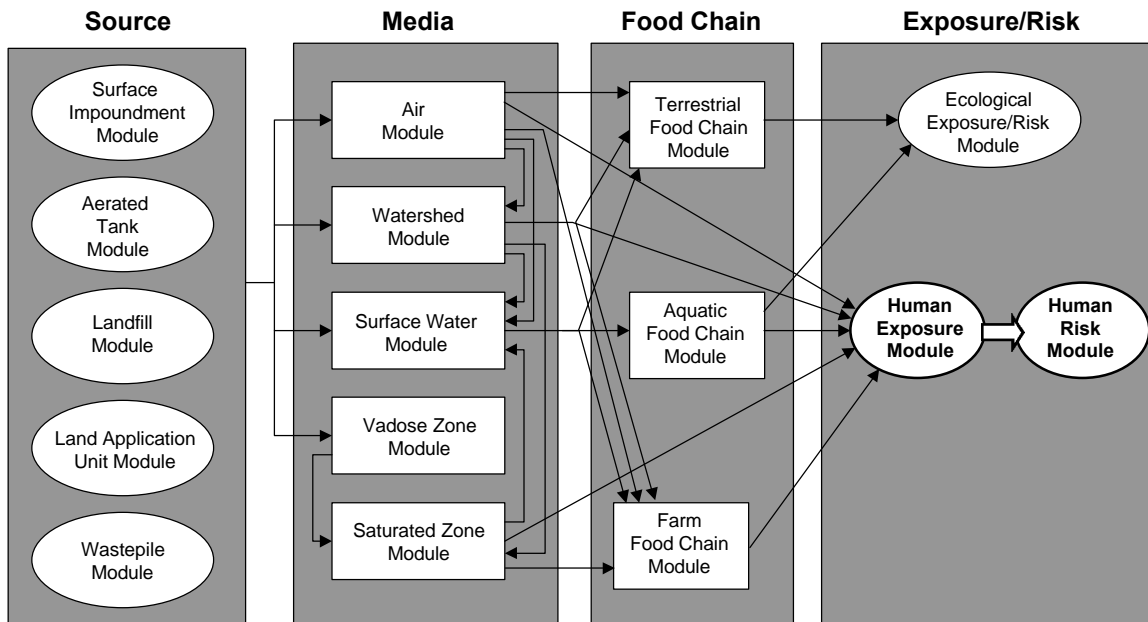 Source
Media
Food Chain
Exposure/Risk
Surface
Impoundment
Module
Aerated
Tank
Module
Landfill
Module
Land Application
Unit Module
Wastepile
Module
Air
Module
Watershed
Module
Surface Water
Module
Vadose Zone
Module
Saturated Zone
Module
Terrestrial
Food Chain
Module
Aquatic
Food Chain
Module
Farm
Food Chain
Module
Ecological
Exposure/Risk
Module
Human
Exposure
Module
Human
Risk
Module